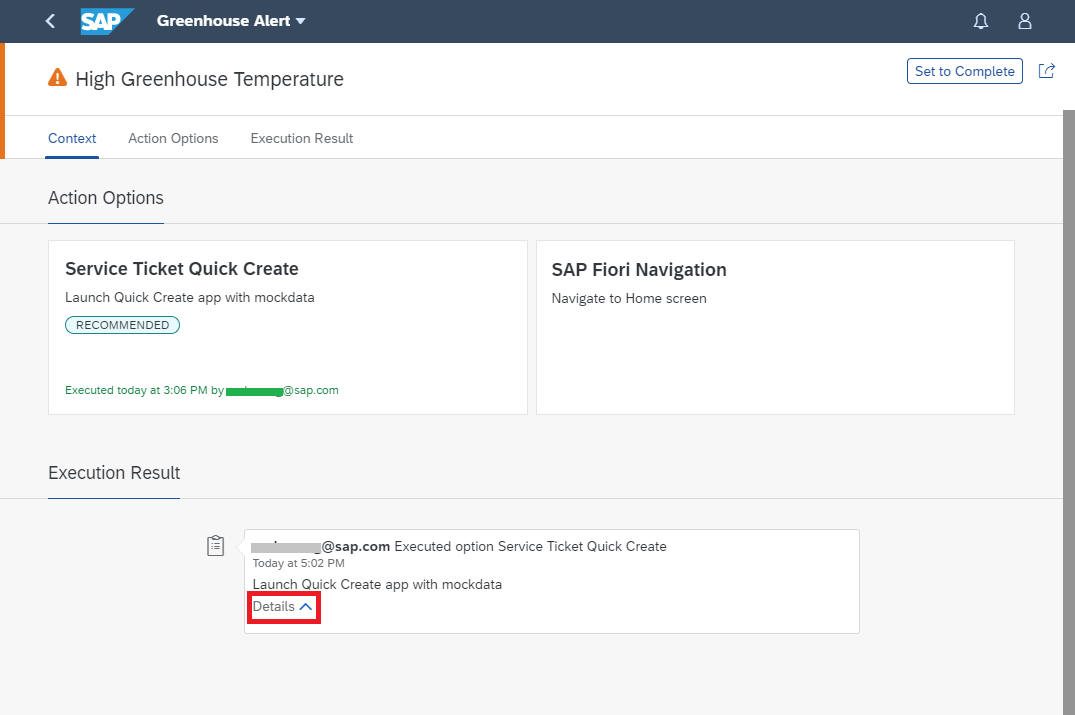 SAP Greenhouse Alert
High Greenhouse Temperature
Set to Complete
Context Action Options Execution Result
Action Options
Service Ticket Quick Create
Launch Quick Create app with mockdata
RECOMMENDED
Executed today at 3:06 PM by @sap.com
SAP Fiori Navigation
Navigate to Home screen
Execution Result
@sap.com Executed option Service Ticket Quick Create
Today at 5:02 PM
Launch Quick Create app with mockdata
Details